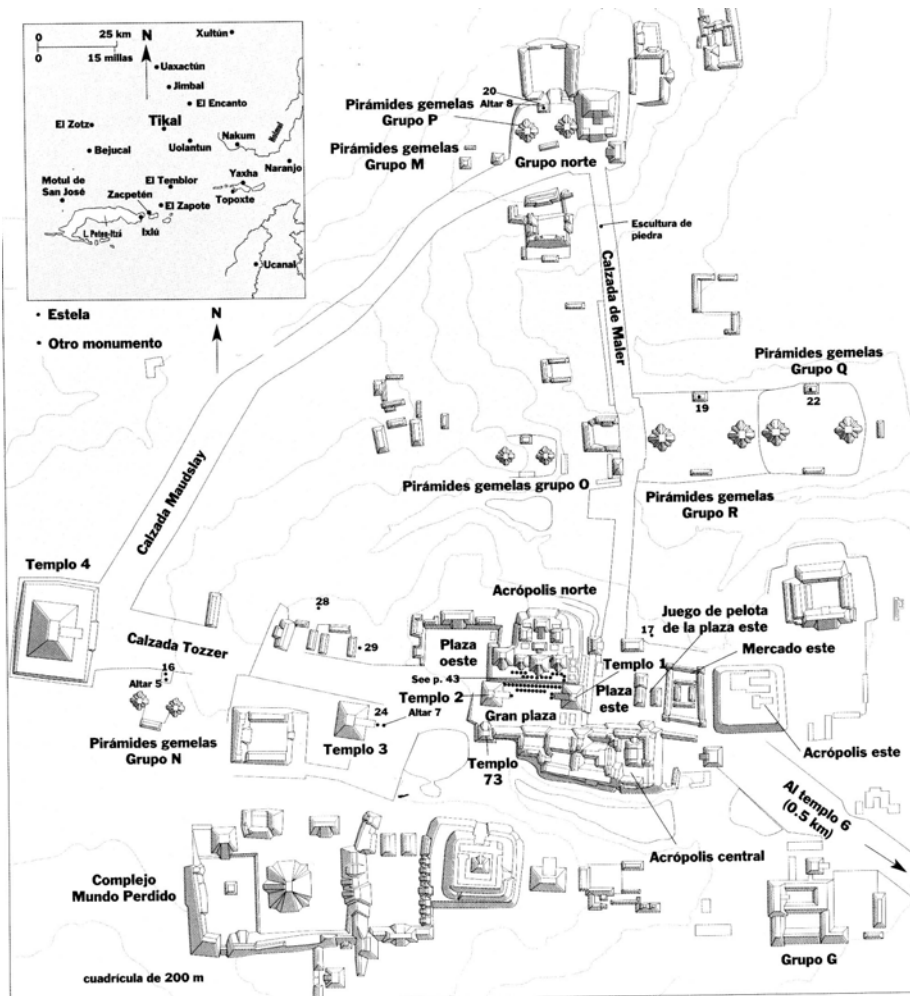 0 25 km N
0 15 millas
Xultún
Uaxactún
Jimbal
El Encanto
Tikal
El Zotz
Nakum
Bejucal
Uolantun
Holmul
Naranjo
Motul de
San José
El Temblor
Yaxha
Zacpetén
Topoxte
El Zapote
L. Peten-Itzá
Ixlú
Ucanal
• Estela
• Otro monumento
N
20
Altar 8
Pirámides gemelas
Grupo P
Pirámides gemelas
Grupo M
Grupo norte
Escultura de
piedra
Calzada de Maler
Calzada Maudslay
Pirámides gemelas
Grupo Q
19
22
Pirámides gemelas grupo O
Pirámides gemelas
Grupo R
Templo 4
Acrópolis norte
28
29
17
Juego de pelota
de la plaza este
Mercado este
Calzada Tozzer
Plaza
oeste
See p. 43
Templo 1
16
Altar 5
Templo 2
Plaza
este
Gran plaza
24
Altar 7
Pirámides gemelas
Grupo N
Templo 3
Templo
73
Acrópolis este
Al templo 6
(0.5 km)
Acrópolis central
Complejo
Mundo Perdido
Grupo G
cuadrícula de 200 m